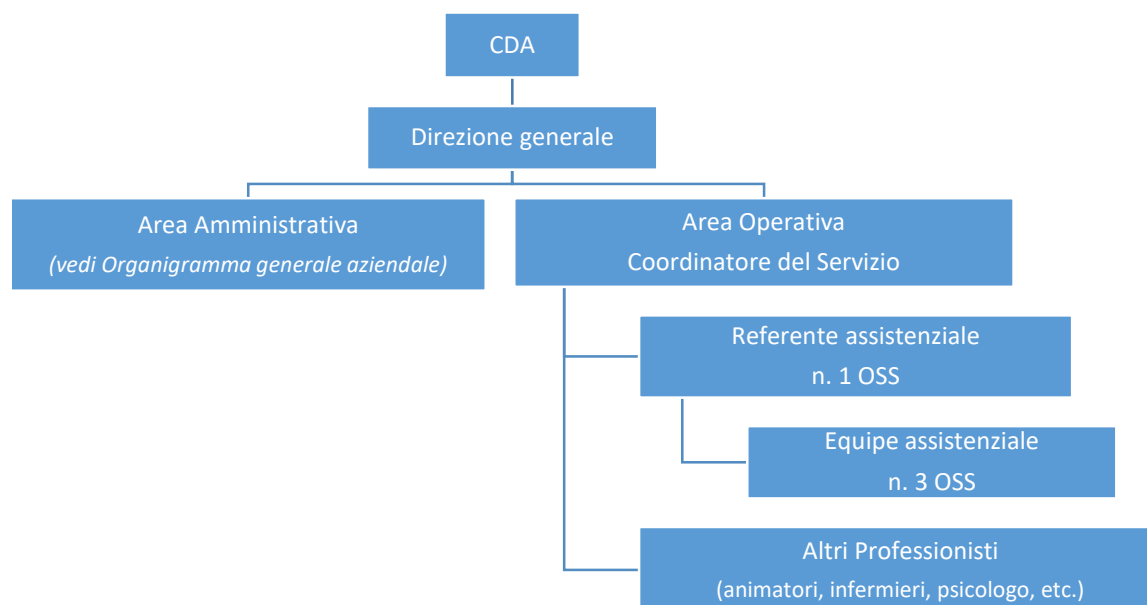 CDA
Direzione generale
Area Amministrativa
(vedi Organigramma generale aziendale)
Area Operativa
Coordinatore del Servizio
Referente assistenziale
n. 1 OSS
Equipe assistenziale
n. 3 OSS
Altri Professionisti
(animatori, infermieri, psicologo, etc.)